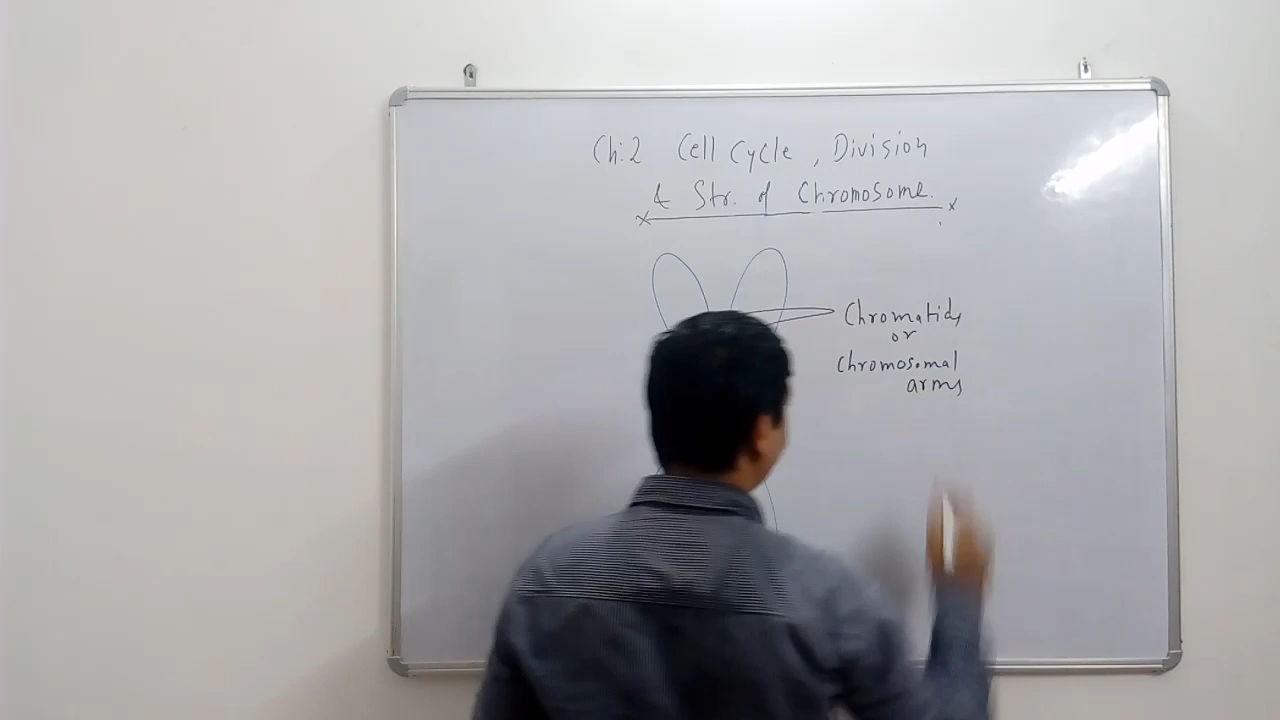 Ch:2 Cell Cycle, Division
& Str. of Chromosome.
Chromatids
or
Chromosomal
arms